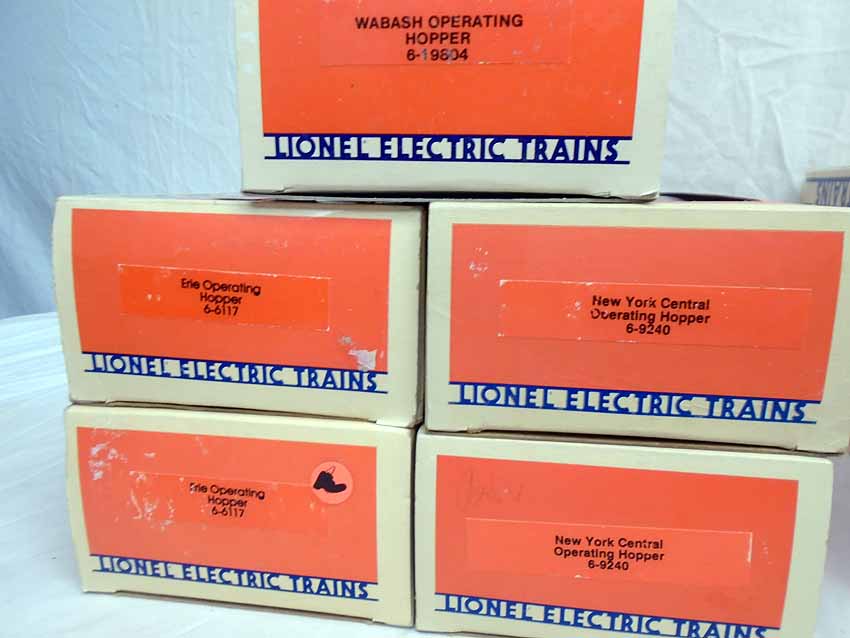 WABASH OPERATING
HOPPER
6-19804
LIONEL ELECTRIC TRAINS
Erie Operating
Hopper
6-6117
LIONEL ELECTRIC TRAINS
New York Central
Operating Hopper
6-9240
LIONEL ELECTRIC TRAINS
Erie Operating
Hopper
6-6117
LIONEL ELECTRIC TRAINS
New York Central
Operating Hopper
6-9240
LIONEL ELECTRIC TRAINS